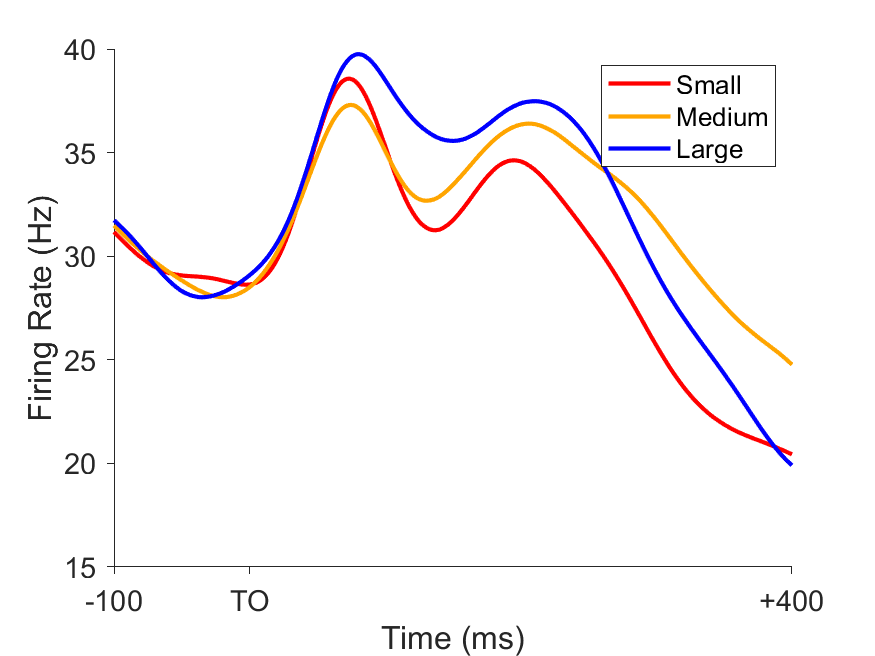 40
35
30
25
20
15
Firing Rate (Hz)
Small
Medium
Large
-100
TO
+400
Time (ms)